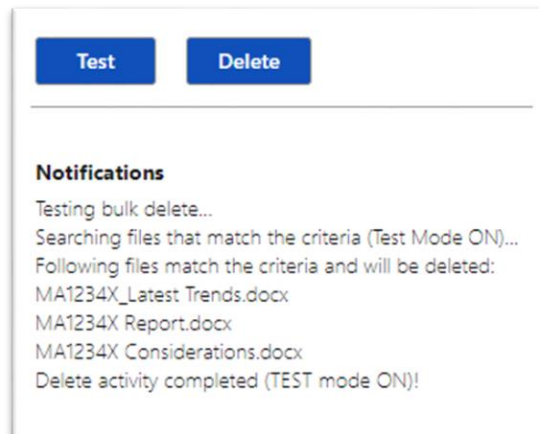 Test Delete
Notifications
Testing bulk delete...
Searching files that match the criteria (Test Mode ON)...
Following files match the criteria and will be deleted:
MA1234X_Latest Trends.docx
MA1234X Report.docx
MA1234X Considerations.docx
Delete activity completed (TEST mode ON)!